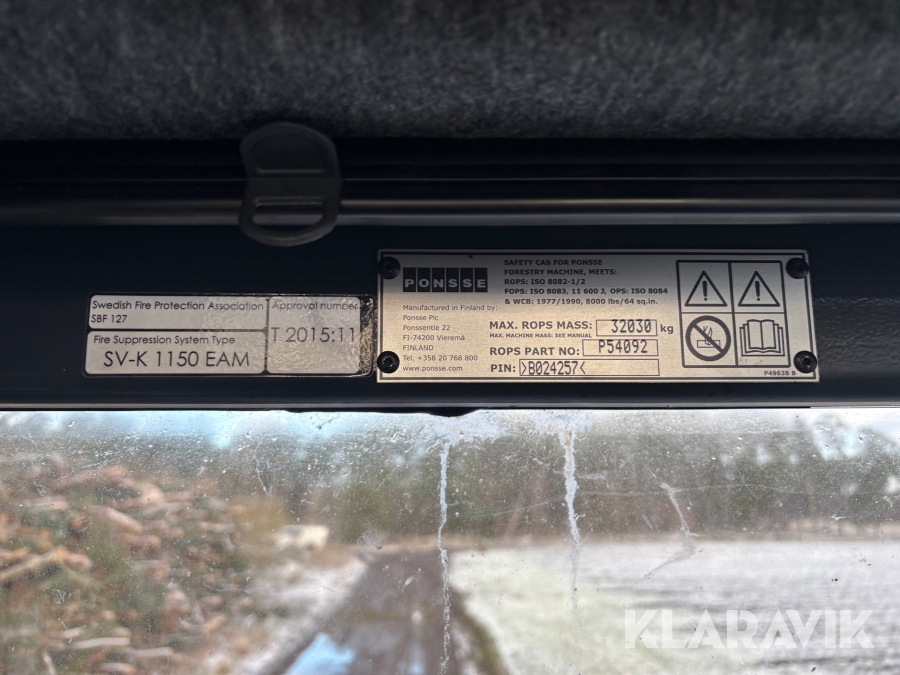 Swedish Fire Protection Association
SBF 127
Fire Suppression System Type
SV-K 1150 EAM
Approval number
T 2015:11
PONSSE
Manufactured in Finland by:
Ponsse Plc
Ponssentie 22
FI-74200 Vieremä
FINLAND
Tel. +358 20 768 800
www.ponsse.com
SAFETY CAB FOR PONSSE
FORESTRY MACHINE, MEETS:
ROPS: ISO 8082-1/2
FOPS: ISO 8083, 11 600 J, OPS: ISO 8084
& WCB: 1977/1990, 8000 lbs/64 sq.in.
MAX. ROPS MASS: 32030 kg
MAX. MACHINE MASS: SEE MANUAL
ROPS PART NO: P54092
PIN: >B024257<
P49638 B
KLARAVIK